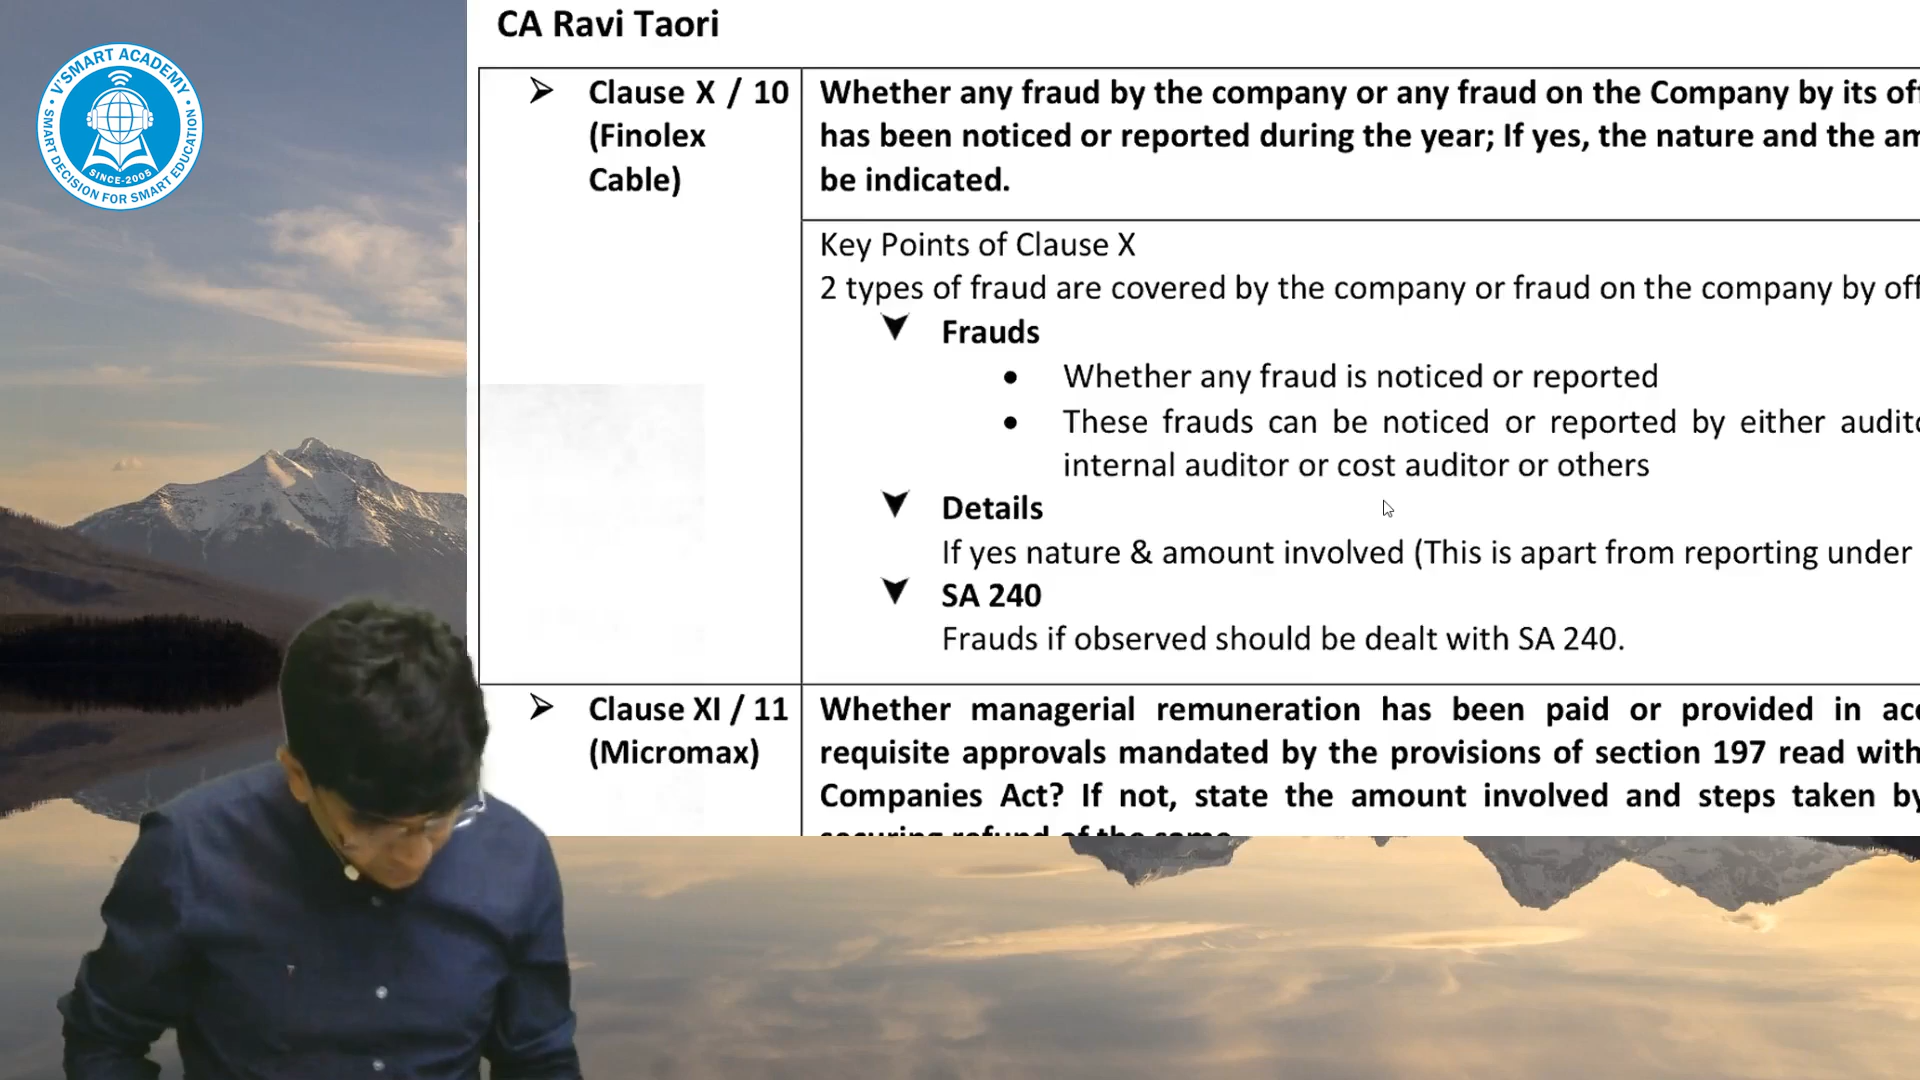 CA Ravi Taori
V'SMART ACADEMY
SINCE-2005
SMART DECISION FOR SMART EDUCATION
➢ Clause X / 10
(Finolex
Cable)
Whether any fraud by the company or any fraud on the Company by its
has been noticed or reported during the year; If yes, the nature and the
be indicated.
Key Points of Clause X
2 types of fraud are covered by the company or fraud on the company by
Frauds
• Whether any fraud is noticed or reported
• These frauds can be noticed or reported by either
internal auditor or cost auditor or others
Details
If yes nature & amount involved (This is apart from reporting under
SA 240
Frauds if observed should be dealt with SA 240.
➢ Clause XI / 11
(Micromax)
Whether managerial remuneration has been paid or provided in
requisite approvals mandated by the provisions of section 197 read with
Companies Act? If not, state the amount involved and steps taken by
securing refund of the same